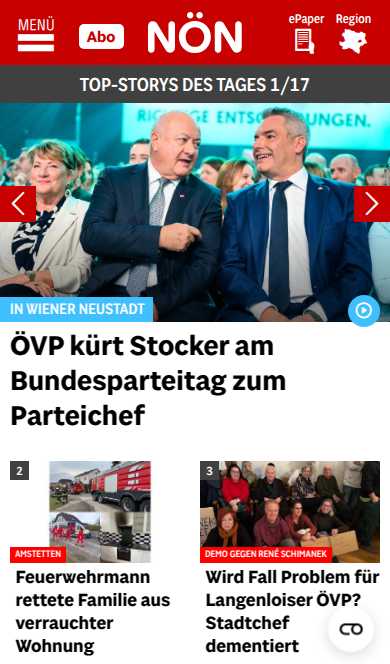 MENÜ
Abo
NÖN
ePaper
Region
TOP-STORYS DES TAGES 1/17
RICHTIGE ENTSCHEIDUNGEN.
IN WIENER NEUSTADT
ÖVP kürt Stocker am
Bundesparteitag zum
Parteichef
2
AMSTETTEN
Feuerwehrmann
rettete Familie aus
verrauchter
Wohnung
3
DEMO GEGEN RENÉ SCHIMANEK
Wird Fall Problem für
Langenloiser ÖVP?
Stadtchef
dementiert